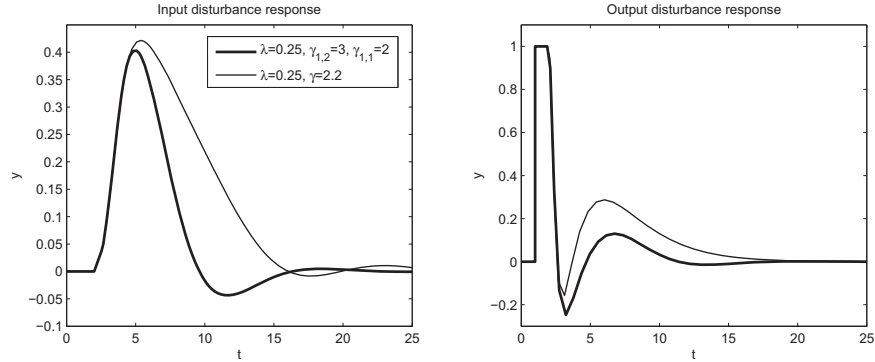 Input disturbance response
0.4
0.35
0.3
0.25
0.2
0.15
0.1
0.05
0
−0.05
−0.1
y
0 5 10 15 20 25
t
λ=0.25, γ1,2=3, γ1,1=2
λ=0.25, γ=2.2
Output disturbance response
1
0.8
0.6
0.4
0.2
0
−0.2
y
0 5 10 15 20 25
t